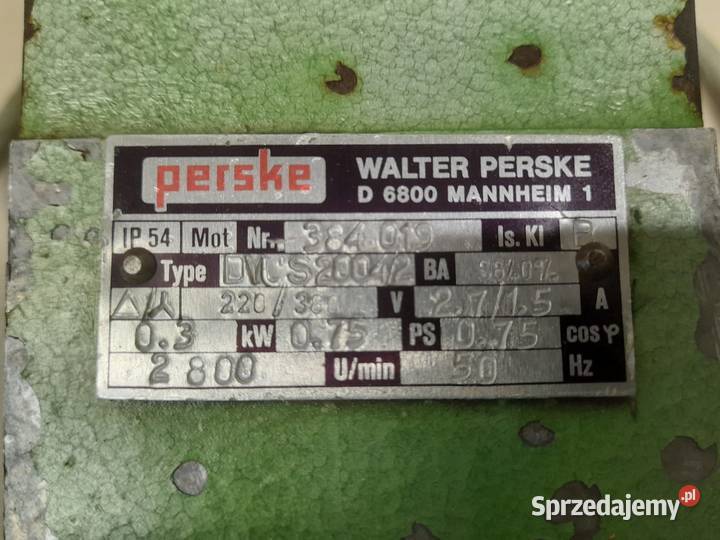 perske WALTER PERSKE
D 6800 MANNHEIM 1
IP 54 Mot Nr. 384.019 Is. Kl B
Type BA
△/Y 220/380 V 2.7/1.5 A
0.3 kW 0.75 PS 0.75 cos φ
2 800 U/min 50 Hz
Sprzedajemy.pl